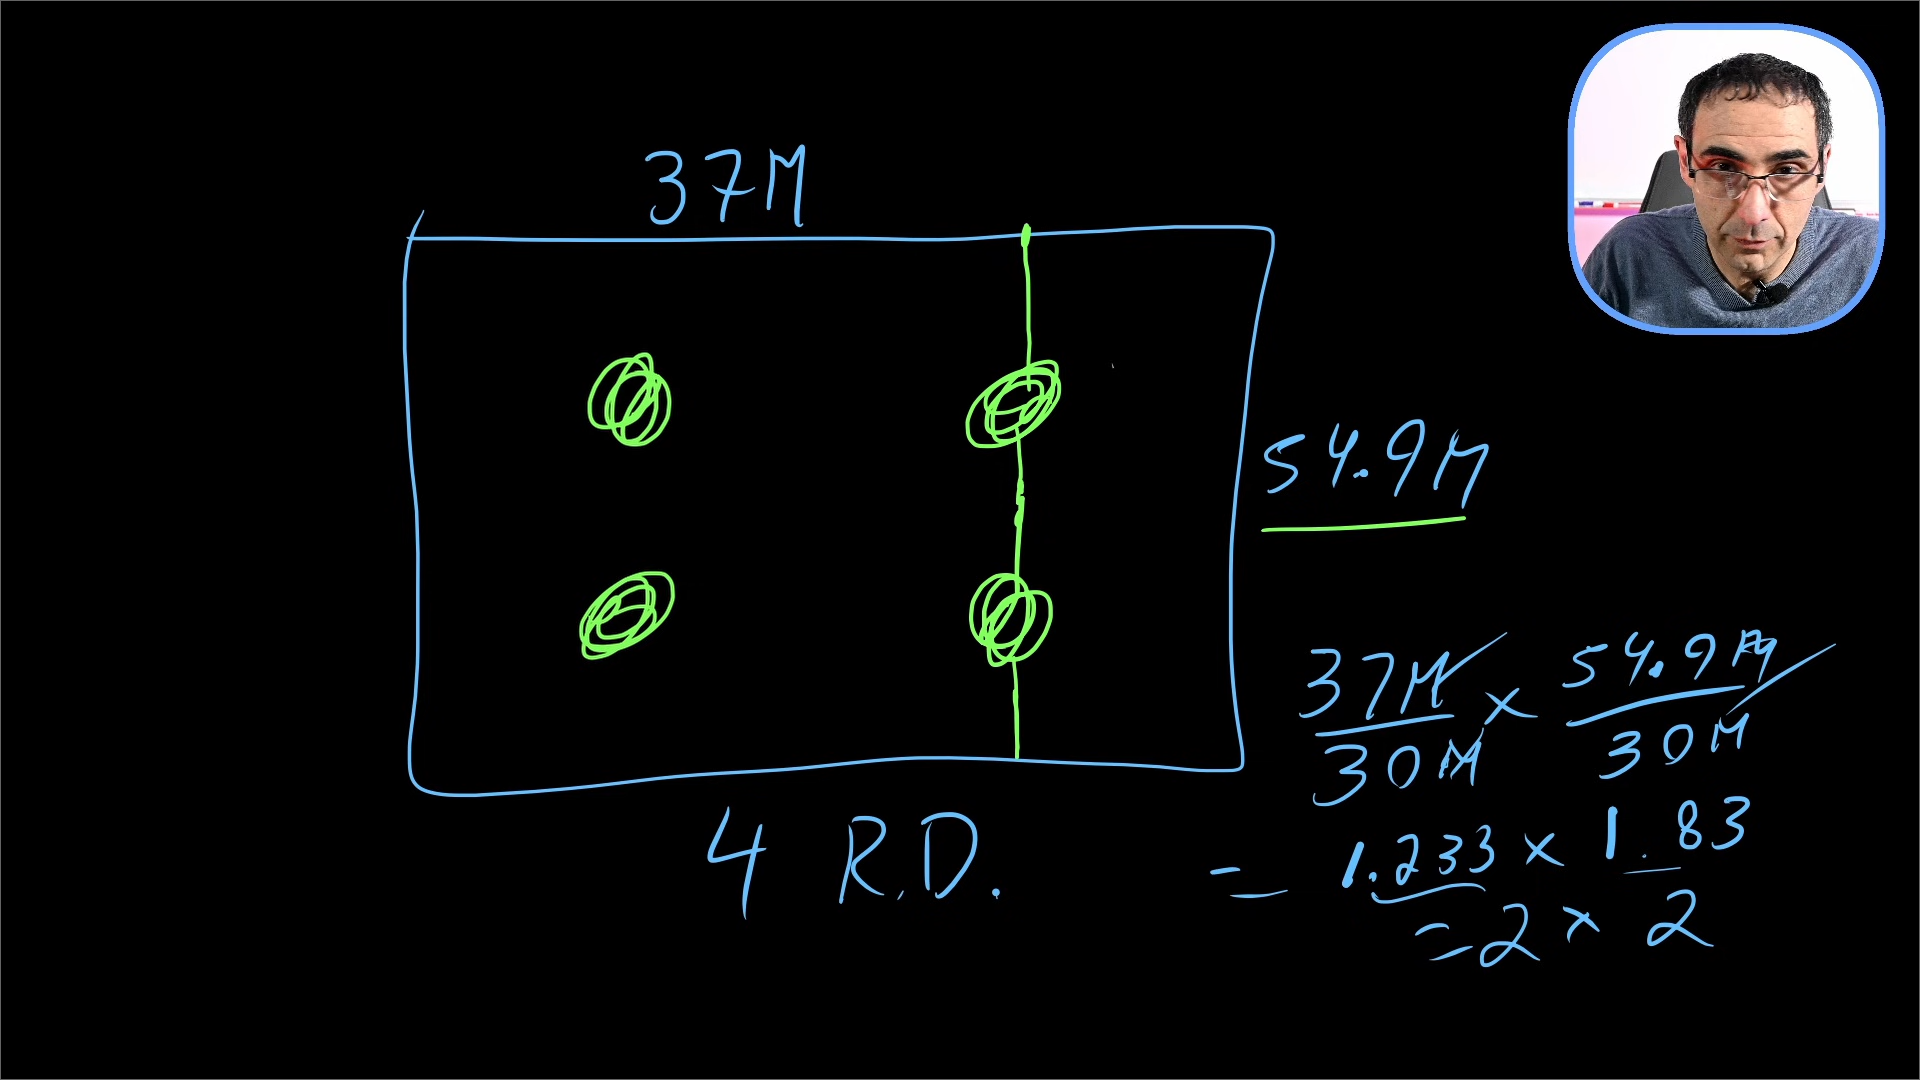 37M
54.9M
37M/30M × 54.9M/30M
= 1.233 × 1.83
= 2 × 2
4 R.D.